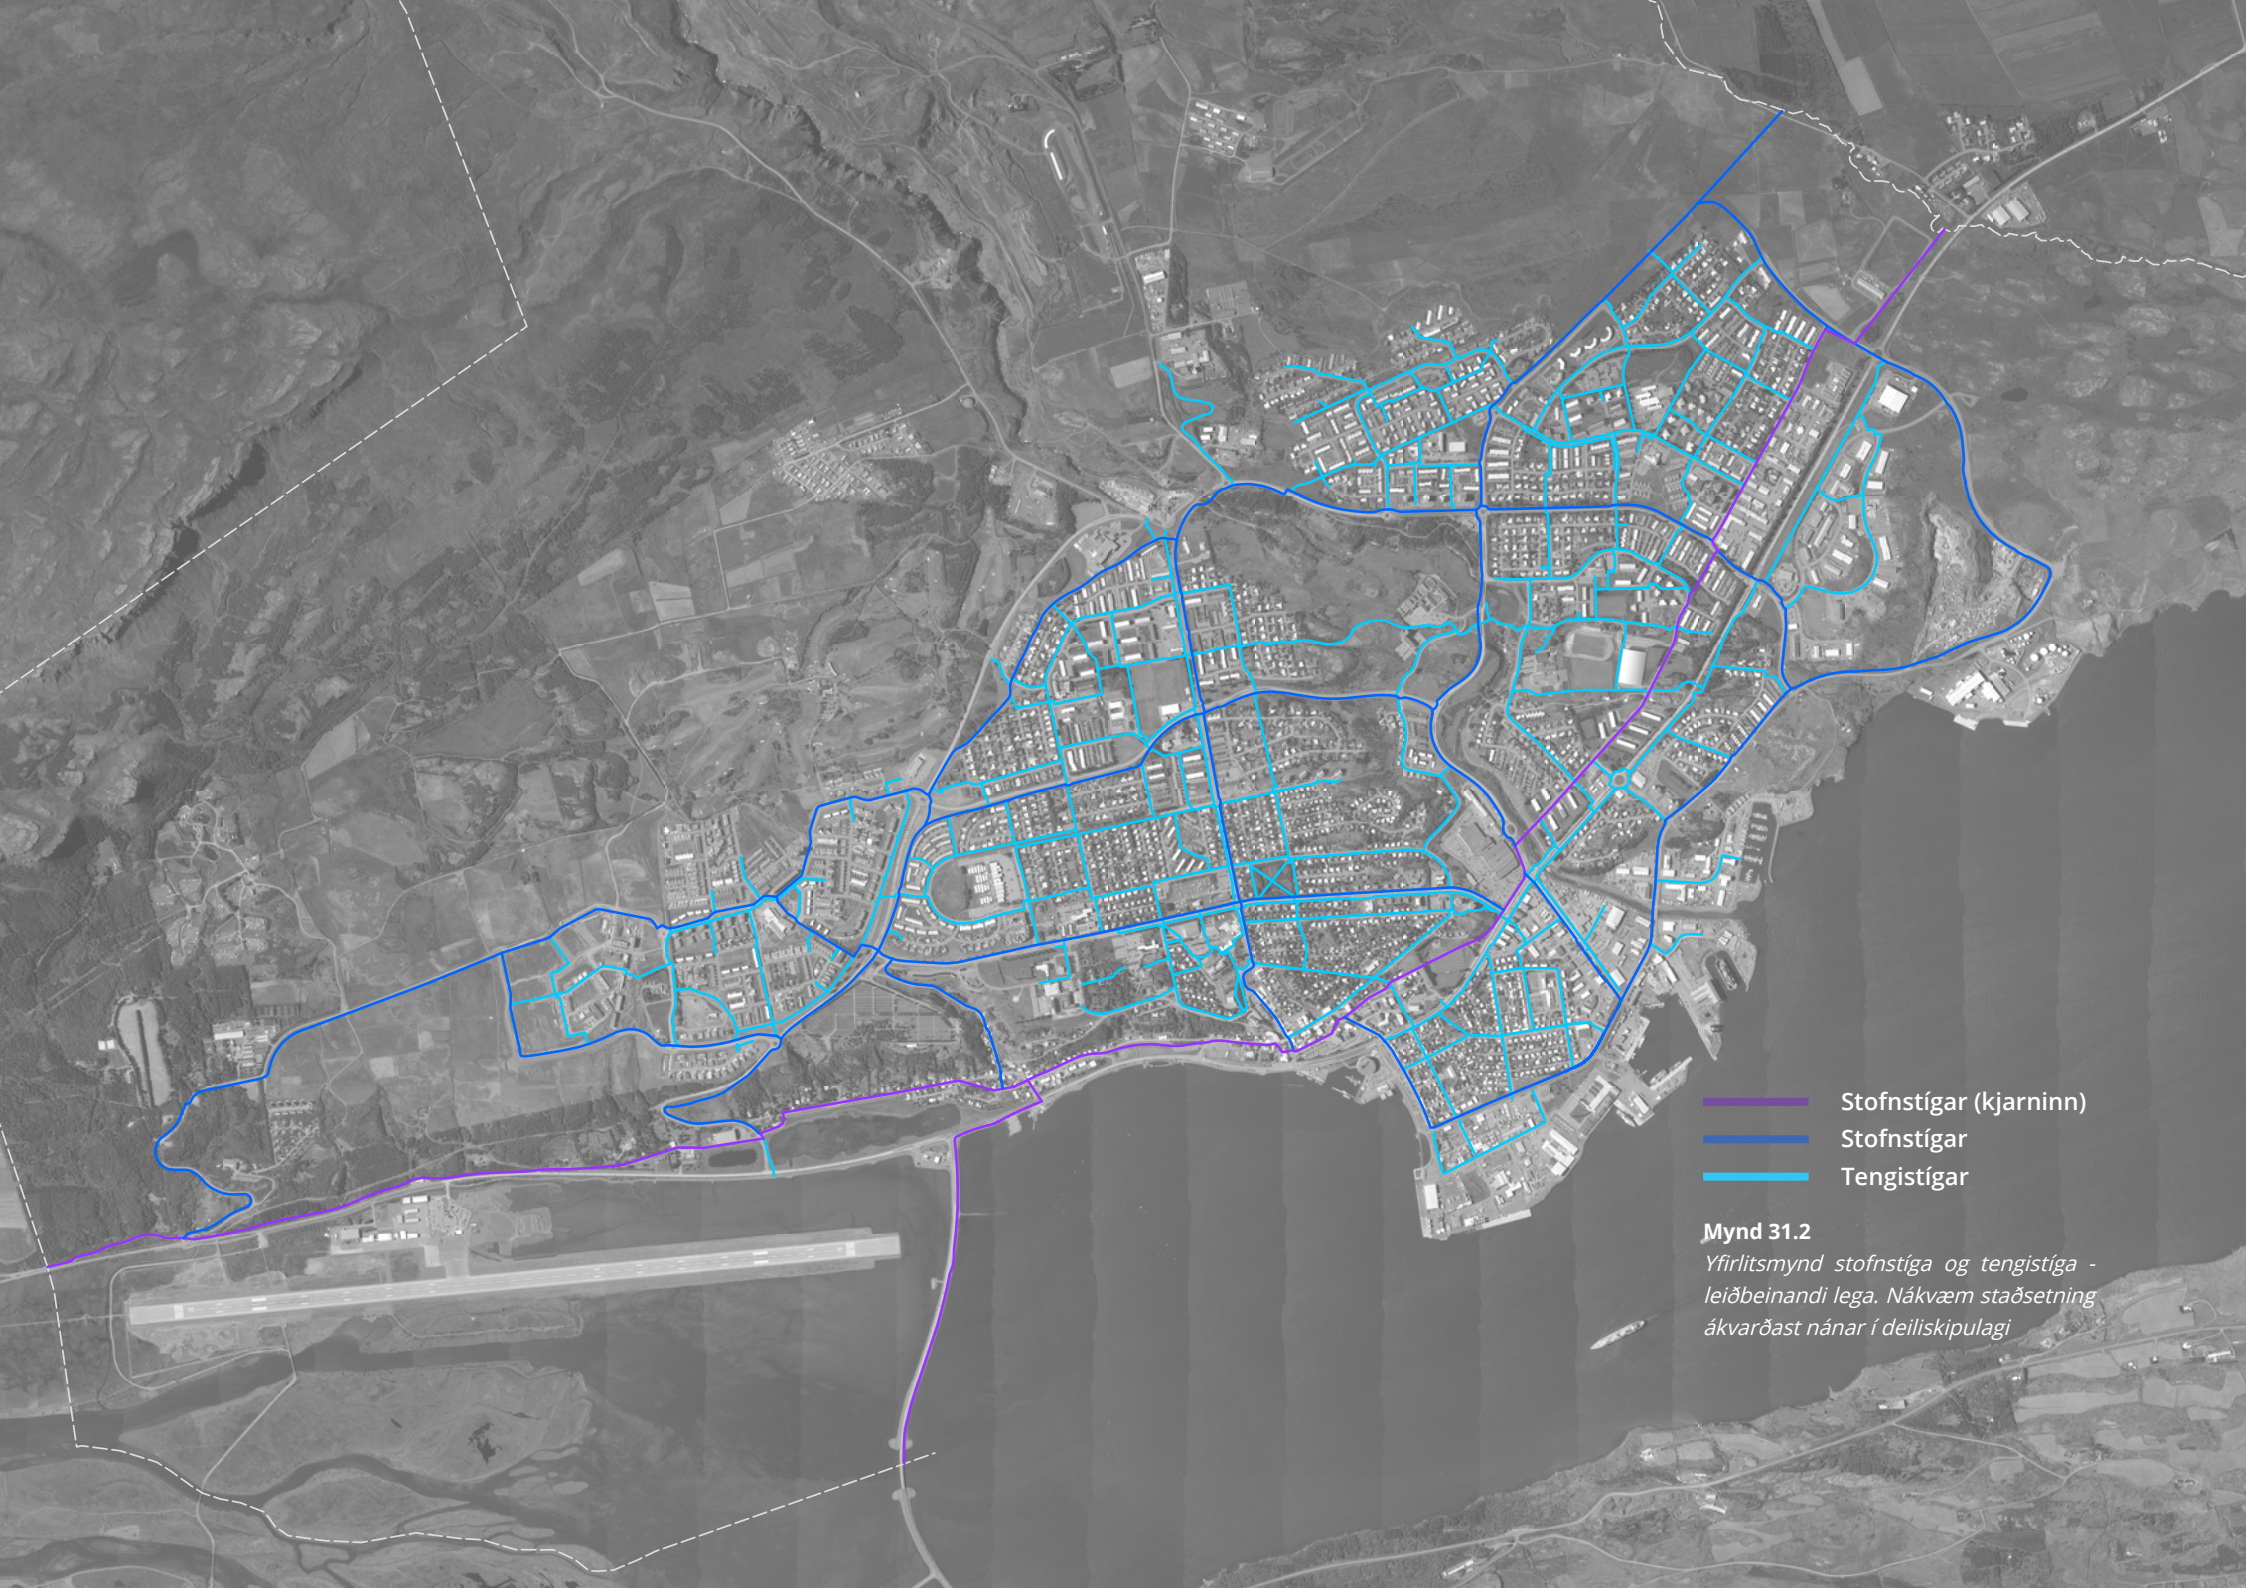 Stofnstígar (kjarninn)
Stofnstígar
Tengistígar
Mynd 31.2
Yfirlitsmynd stofnstíga og tengistíga -
leiðbeinandi lega. Nákvæm staðsetning
ákvarðast nánar í deiliskipulagi